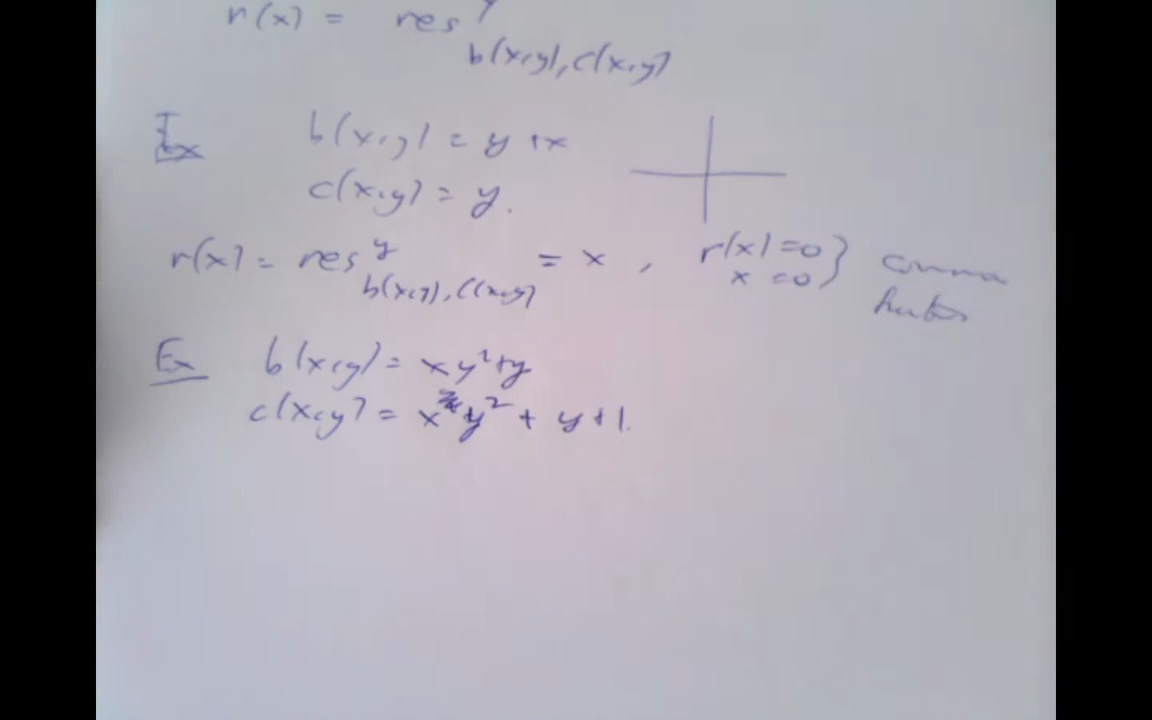 r(x) = res y b(x,y), c(x,y)
Ex b(x,y) = y + x
c(x,y) = y.
r(x) = res y b(x,y), c(x,y) = x , r(x) = 0 }
x = 0
Ex b(x,y) = xy² + y
c(x,y) = x y² + y + 1.